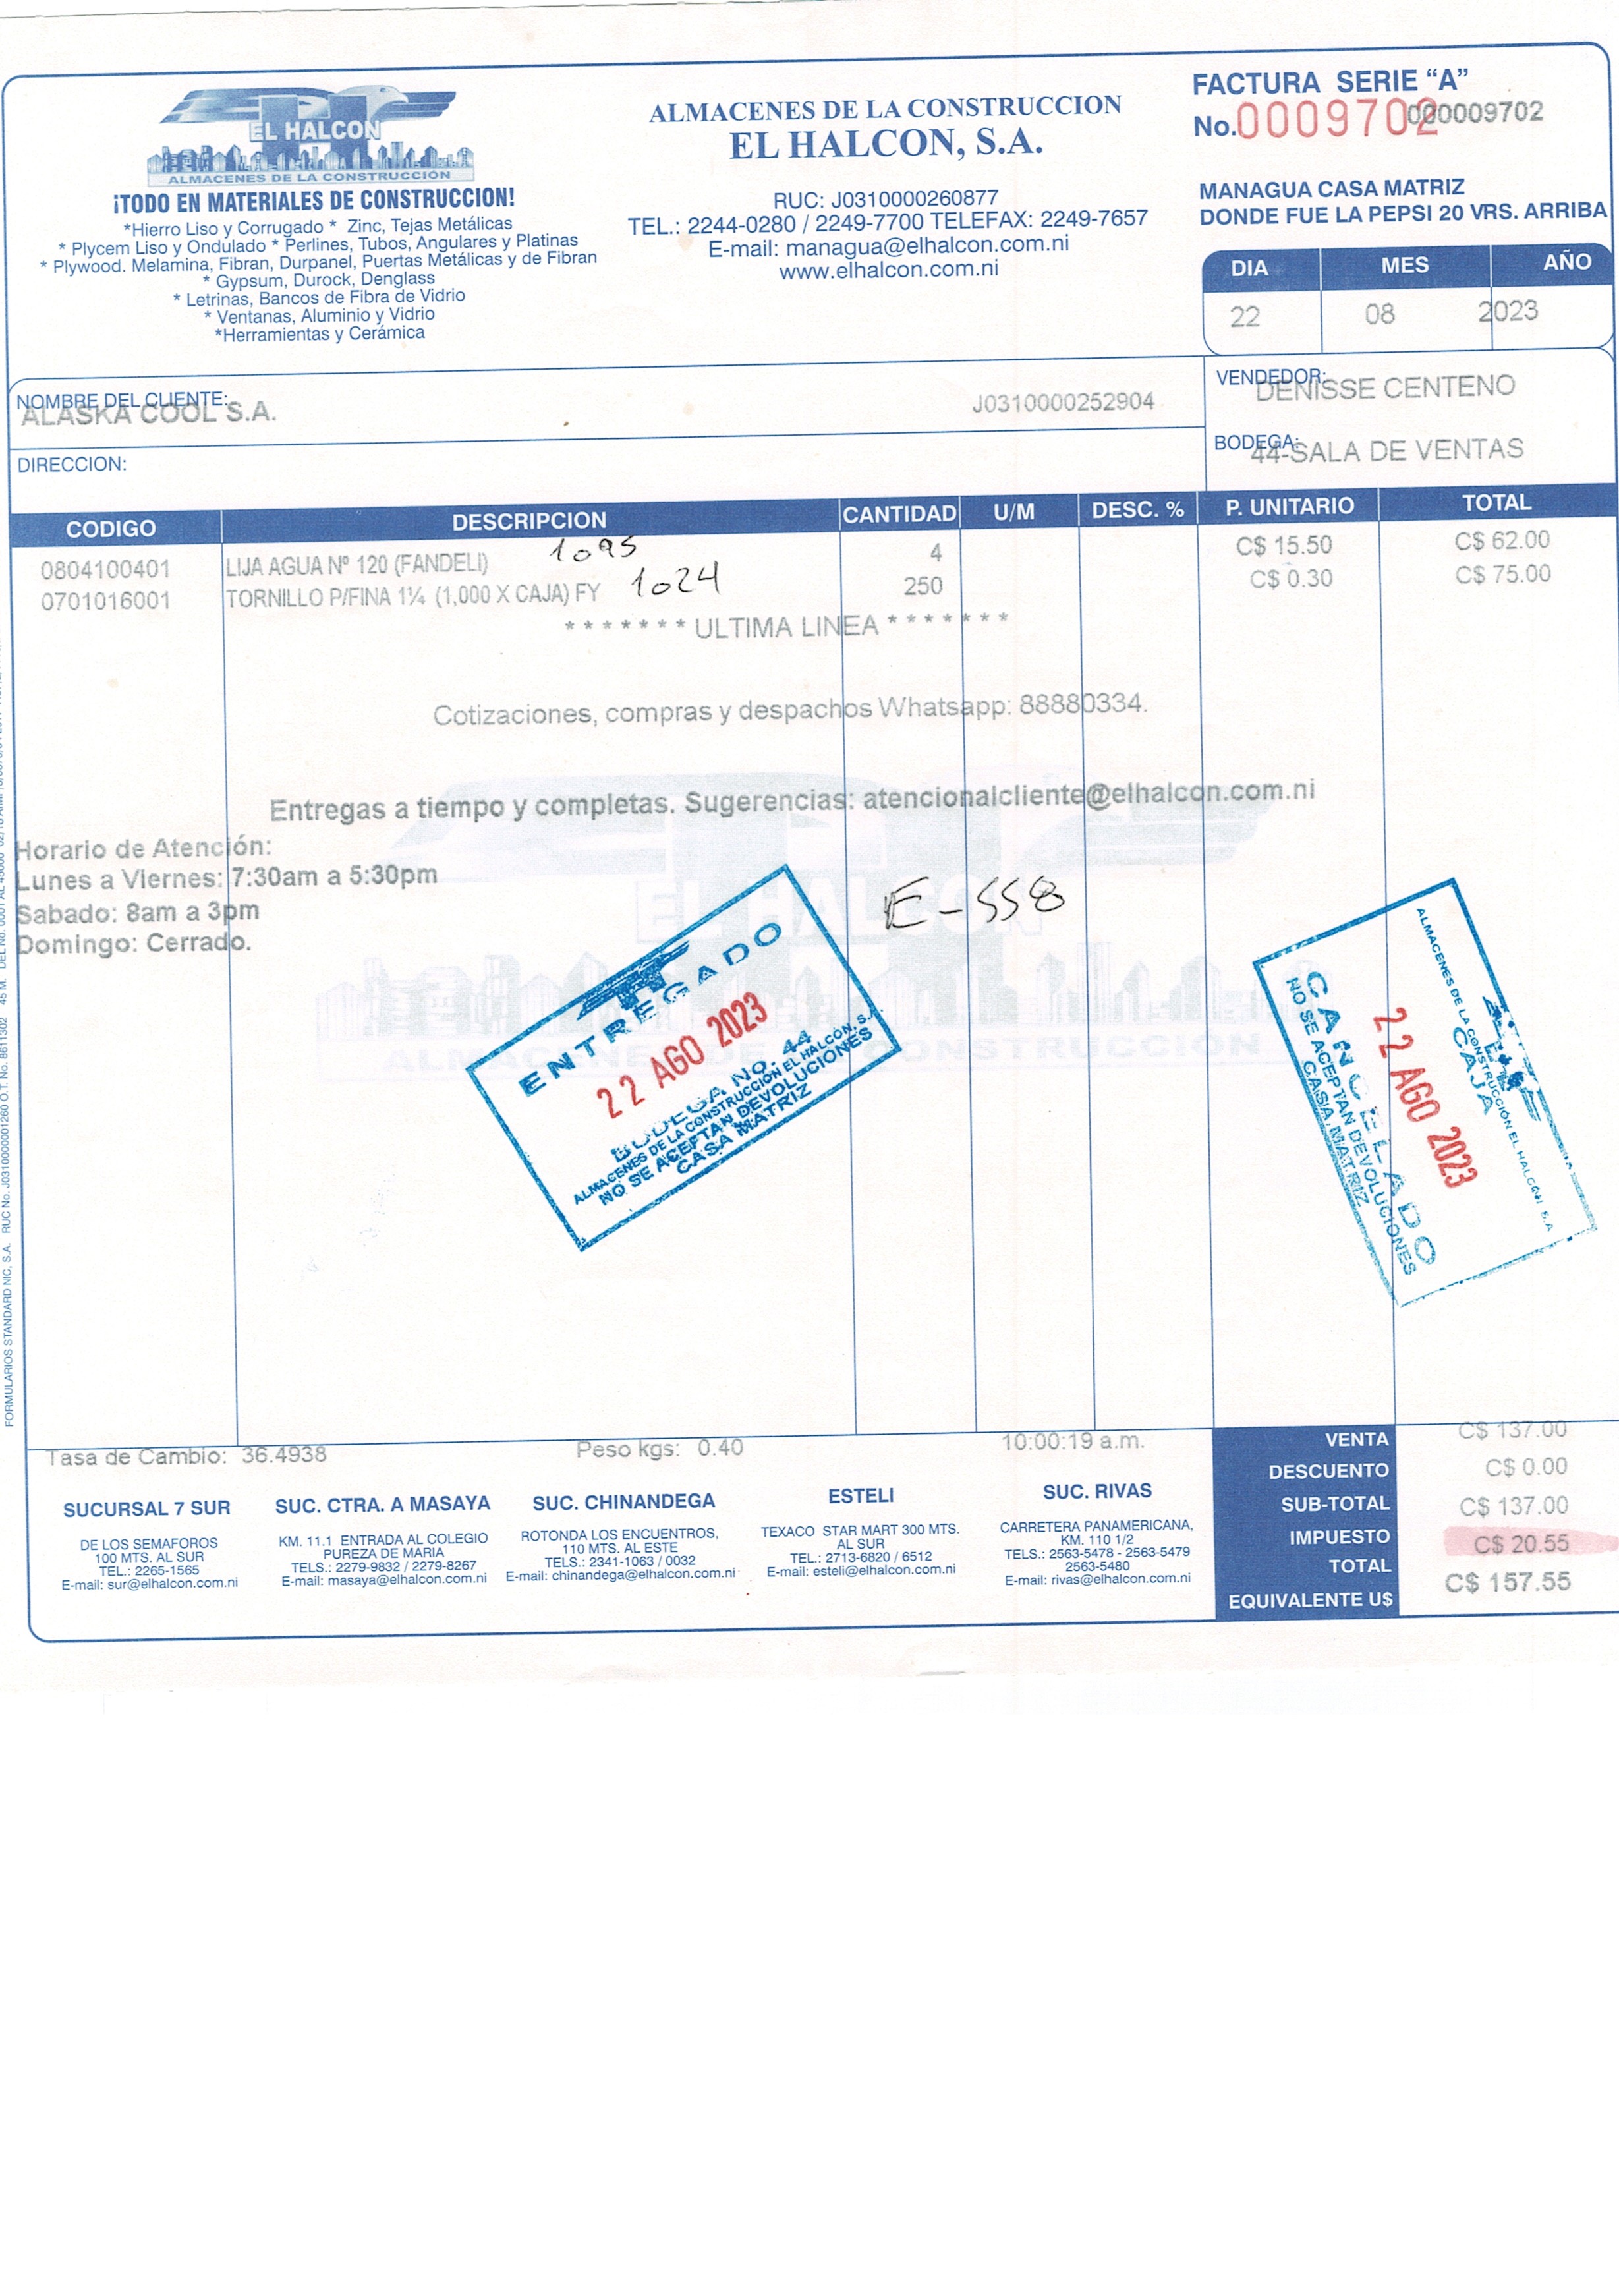 EL HALCON
ALMACENES DE LA CONSTRUCCIÓN
¡TODO EN MATERIALES DE CONSTRUCCION!
*Hierro Liso y Corrugado * Zinc, Tejas Metálicas
* Plycem Liso y Ondulado * Perlines, Tubos, Angulares y Platinas
* Plywood. Melamina, Fibran, Durpanel, Puertas Metálicas y de Fibran
* Gypsum, Durock, Denglass
* Letrinas, Bancos de Fibra de Vidrio
* Ventanas, Aluminio y Vidrio
*Herramientas y Cerámica
ALMACENES DE LA CONSTRUCCION
EL HALCON, S.A.
RUC: J0310000260877
TEL.: 2244-0280 / 2249-7700 TELEFAX: 2249-7657
E-mail: managua@elhalcon.com.ni
www.elhalcon.com.ni
FACTURA SERIE "A"
No. 0009702 000009702
MANAGUA CASA MATRIZ
DONDE FUE LA PEPSI 20 VRS. ARRIBA
DIA MES AÑO
22 08 2023
NOMBRE DEL CLIENTE:
ALASKA COOL S.A. J0310000252904
DIRECCION:
VENDEDOR:
DENISSE CENTENO
BODEGA:
44-SALA DE VENTAS
CODIGO DESCRIPCION CANTIDAD U/M DESC. % P. UNITARIO TOTAL
0804100401 LIJA AGUA Nº 120 (FANDELI) 1095 4 C$ 15.50 C$ 62.00
0701016001 TORNILLO P/FINA 1¼ (1,000 X CAJA) FY 1024 250 C$ 0.30 C$ 75.00
* * * * * * * ULTIMA LINEA * * * * * * *
Cotizaciones, compras y despachos Whatsapp: 88880334.
Entregas a tiempo y completas. Sugerencias: atencionalcliente@elhalcon.com.ni
Horario de Atención:
Lunes a Viernes: 7:30am a 5:30pm
Sabado: 8am a 3pm
Domingo: Cerrado.
E-558
EL HALCON
ALMACENES DE LA CONSTRUCCION
ENTREGADO
22 AGO 2023
BODEGA No. 44
ALMACENES DE LA CONSTRUCCIÓN EL HALCÓN, S.A.
NO SE ACEPTAN DEVOLUCIONES
CASA MATRIZ
ALMACENES DE LA CONSTRUCCIÓN EL HALCÓN S.A
CAJA
22 AGO 2023
CANCELADO
NO SE ACEPTAN DEVOLUCIONES
CASA MATRIZ
FORMULARIOS STANDARD NIC, S.A. RUC No. J0310000001260 O.T. No. 8611302 45 M.
Tasa de Cambio: 36.4938 Peso kgs: 0.40 10:00:19 a.m.
SUCURSAL 7 SUR
DE LOS SEMAFOROS
100 MTS. AL SUR
TEL.: 2265-1565
E-mail: sur@elhalcon.com.ni
SUC. CTRA. A MASAYA
KM. 11.1 ENTRADA AL COLEGIO
PUREZA DE MARIA
TELS.: 2279-9832 / 2279-8267
E-mail: masaya@elhalcon.com.ni
SUC. CHINANDEGA
ROTONDA LOS ENCUENTROS,
110 MTS. AL ESTE
TELS.: 2341-1063 / 0032
E-mail: chinandega@elhalcon.com.ni
ESTELI
TEXACO STAR MART 300 MTS.
AL SUR
TEL.: 2713-6820 / 6512
E-mail: esteli@elhalcon.com.ni
SUC. RIVAS
CARRETERA PANAMERICANA,
KM. 110 1/2
TELS.: 2563-5478 - 2563-5479
2563-5480
E-mail: rivas@elhalcon.com.ni
VENTA C$ 137.00
DESCUENTO C$ 0.00
SUB-TOTAL C$ 137.00
IMPUESTO C$ 20.55
TOTAL C$ 157.55
EQUIVALENTE U$